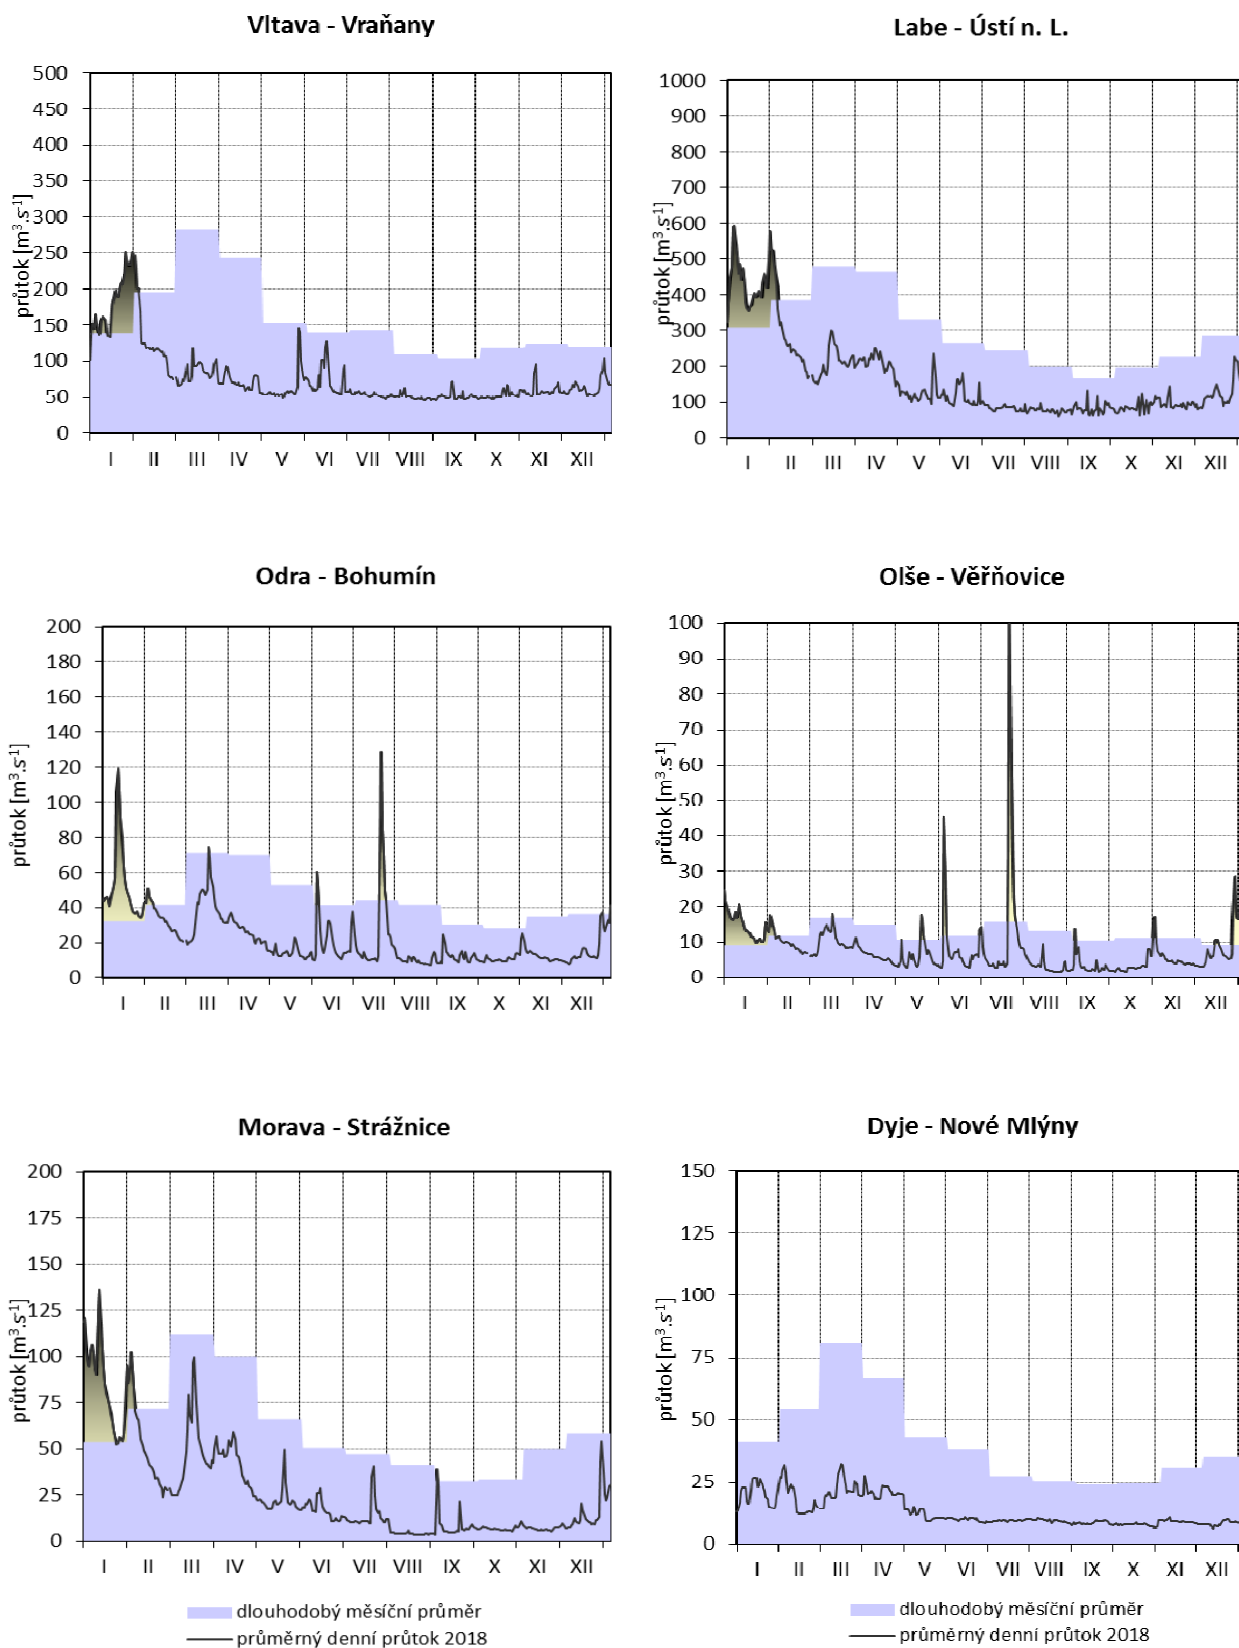 Vltava - Vraňany
průtok [m³.s⁻¹]
500
450
400
350
300
250
200
150
100
50
0
I II III IV V VI VII VIII IX X XI XII
Labe - Ústí n. L.
průtok [m³.s⁻¹]
1000
900
800
700
600
500
400
300
200
100
0
I II III IV V VI VII VIII IX X XI XII
Odra - Bohumín
průtok [m³.s⁻¹]
200
180
160
140
120
100
80
60
40
20
0
I II III IV V VI VII VIII IX X XI XII
Olše - Věřňovice
průtok [m³.s⁻¹]
100
90
80
70
60
50
40
30
20
10
0
I II III IV V VI VII VIII IX X XI XII
Morava - Strážnice
průtok [m³.s⁻¹]
200
175
150
125
100
75
50
25
0
I II III IV V VI VII VIII IX X XI XII
dlouhodobý měsíční průměr
průměrný denní průtok 2018
Dyje - Nové Mlýny
průtok [m³.s⁻¹]
150
125
100
75
50
25
0
I II III IV V VI VII VIII IX X XI XII
dlouhodobý měsíční průměr
průměrný denní průtok 2018